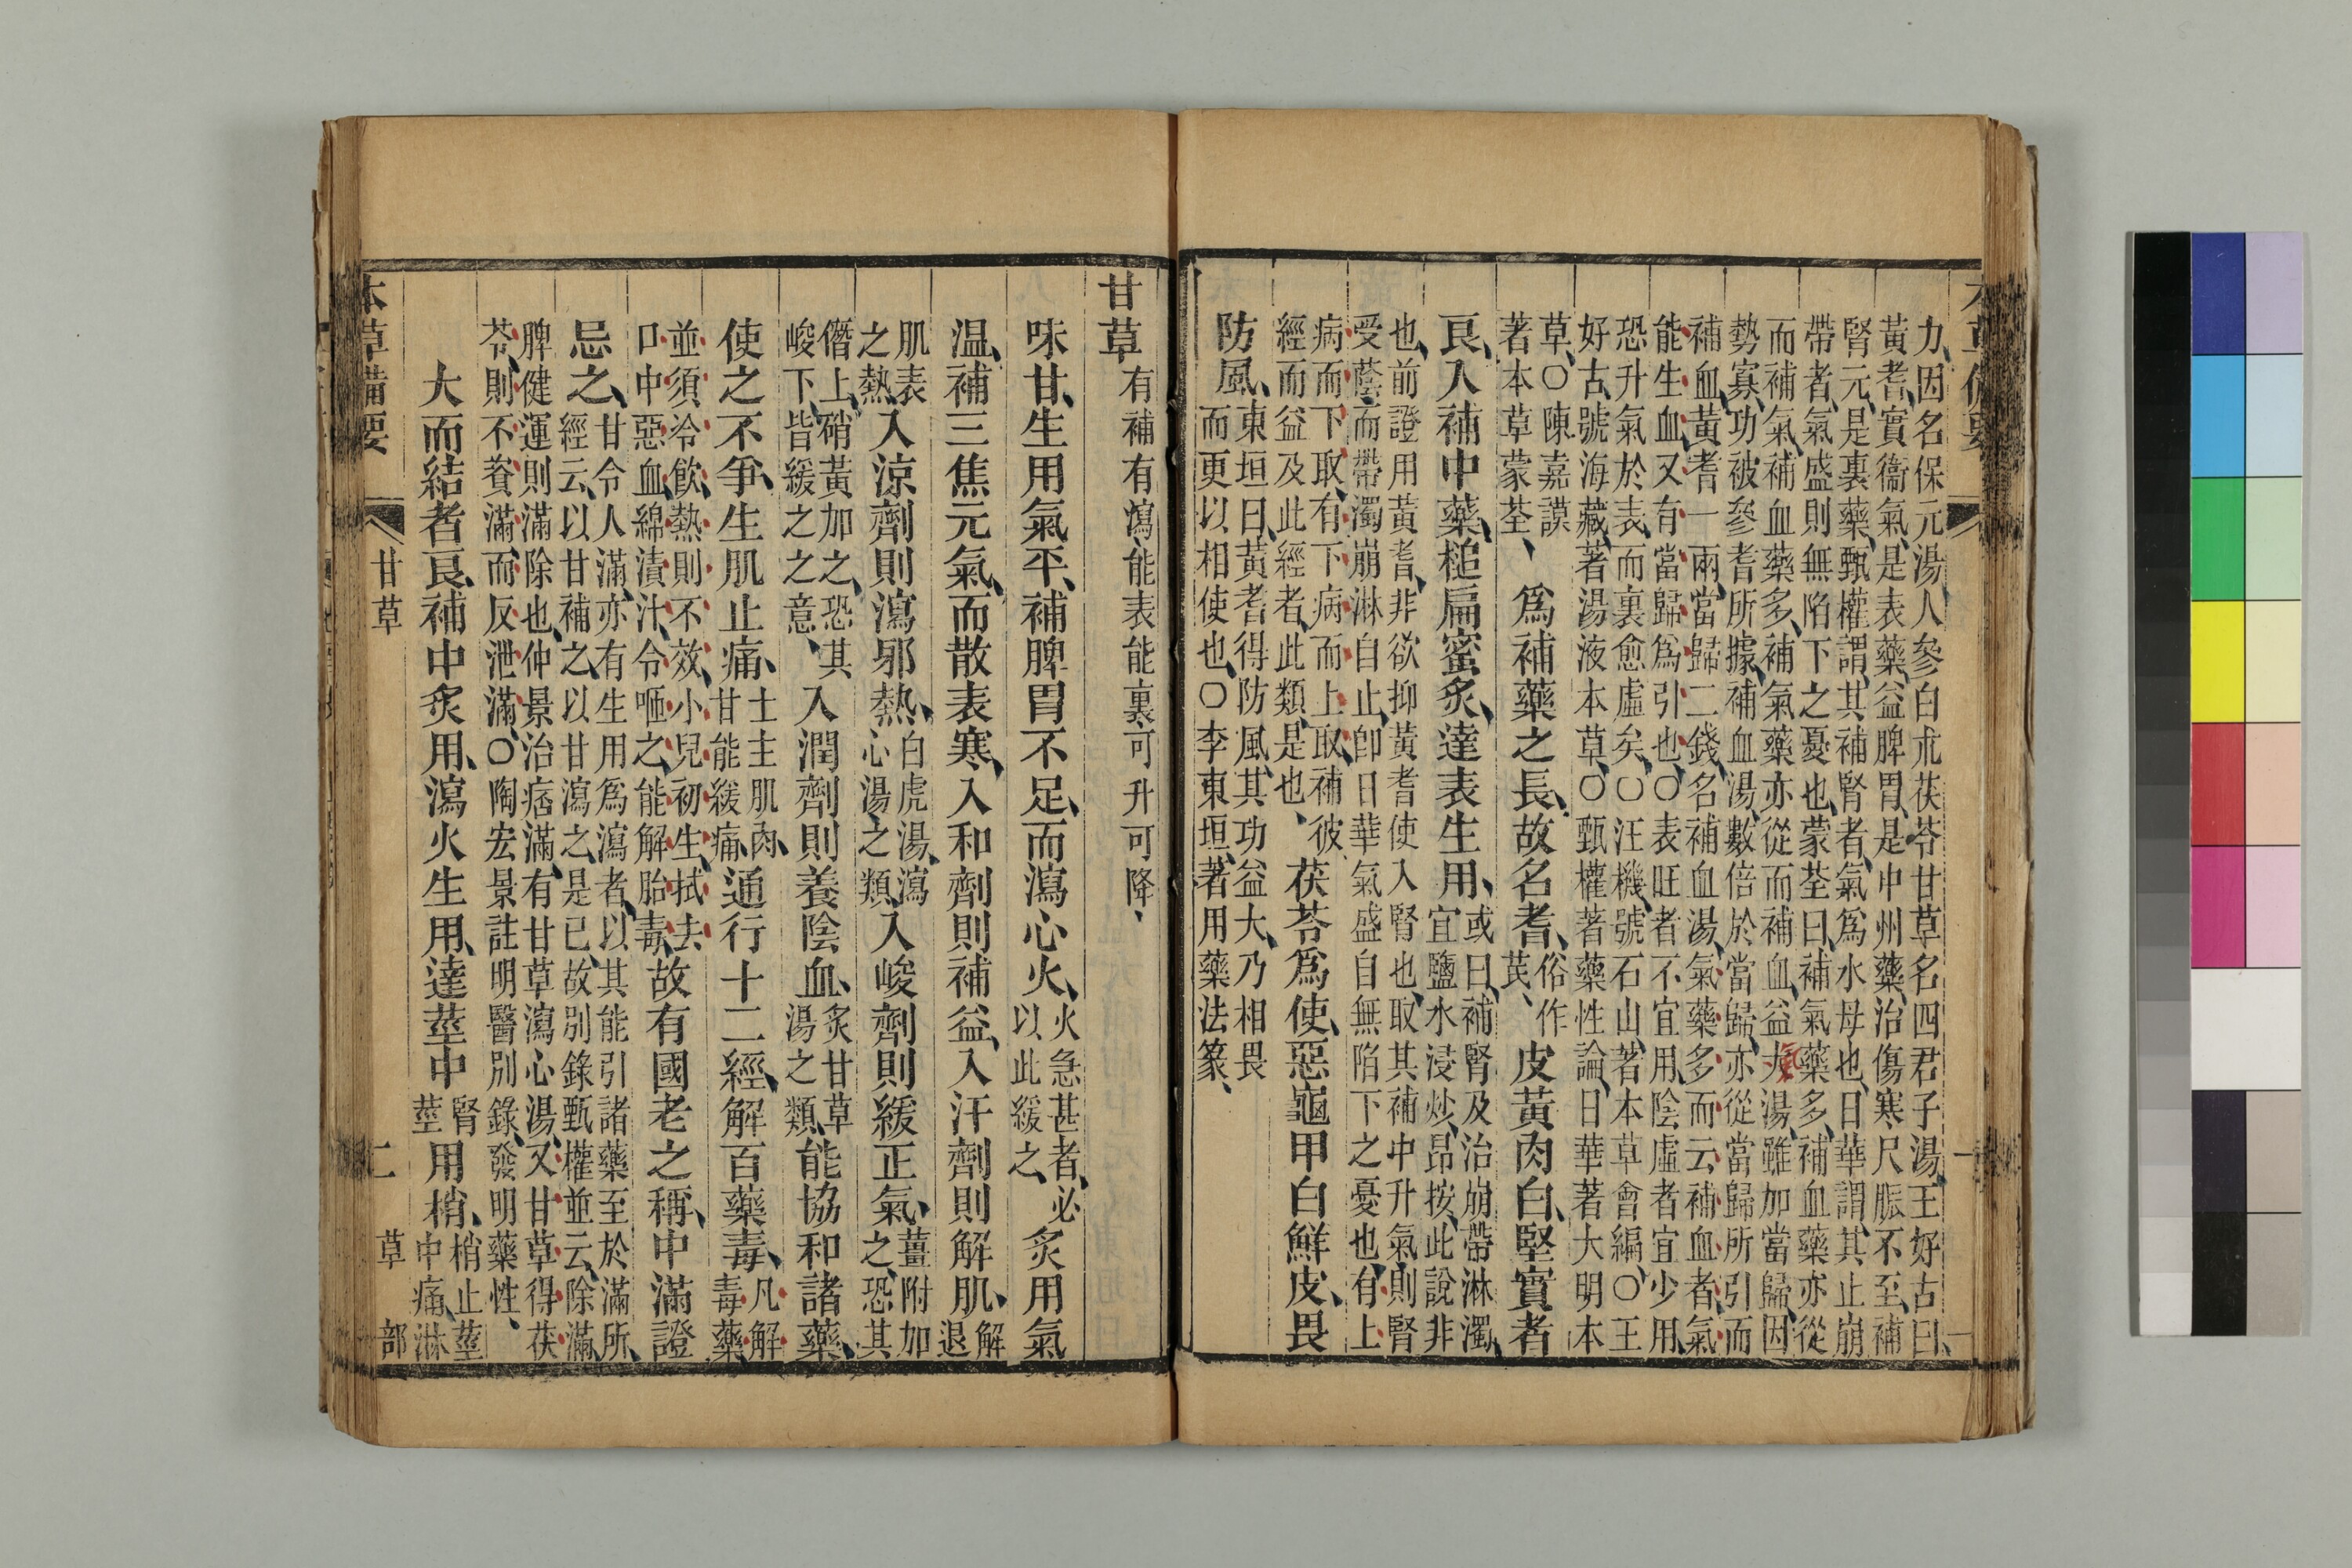 力、因名保元湯、人參白朮茯苓甘草、名四君子湯、王好古曰、
黃耆實衞氣、是表藥、益脾胃、是中州藥、治傷寒尺脈不至、補
腎元、是裏藥、甄權謂其補腎者、氣爲水母也、日華謂其止崩
帶者、氣盛則無陷下之憂也、蒙荃曰、補氣藥多、補血藥亦從
而補氣、補血藥多、補氣藥亦從而補血、益氣湯、雖加當歸、因
勢寡、功被參耆所據、補血湯、數倍於當歸、亦從當歸所引而
補血、黃耆一兩、當歸二錢、名補血湯、氣藥多而云補血者、氣
能生血、又有當歸爲引也、〇表旺者不宜用、陰虛者宜少用、
恐升氣於表、而裏愈虛矣、〇汪機、號石山、著本草會編、〇王
好古、號海藏、著湯液本草、〇甄權著藥性論、日華著大明本
草、〇陳嘉謨
著本草蒙荃、
爲補藥之長、故名耆、
俗作
芪、
皮黃肉白、堅實者
良、入補中藥、槌扁蜜炙、達表生用、
或曰、補腎及治崩帶淋濁、
宜鹽水浸炒、昂按、此說非
也、前證用黃耆、非欲抑黃耆使入腎也、取其補中升氣、則腎
受蔭、而帶濁崩淋自止、卽日華氣盛自無陷下之憂也、有上
病而下取、有下病而上取、補彼
經而益及此經者、此類是也、
茯苓爲使、惡龜甲白鮮皮、畏
防風、
東垣曰、黃耆得防風、其功益大、乃相畏
而更以相使也、〇李東垣、著用藥法篆、
甘草
有補有瀉能表能裏可升可降、
味甘、生用氣平、補脾胃不足、而瀉心火、
火急甚者、必
以此緩之、
炙用氣
温、補三焦元氣、而散表寒、入和劑則補益、入汗劑則解肌、
解
退
肌表
之熱、
入涼劑則瀉邪熱、
白虎湯、瀉
心湯之類、
入峻劑則緩正氣、
薑附加
之、恐其
僭上、硝黃加之、恐其
峻下、皆緩之之意、
入潤劑則養陰血、
炙甘草
湯之類、
能協和諸藥、
使之不爭、生肌止痛、
士主肌肉、
甘能緩痛、
通行十二經、解百藥毒、
凡解
毒藥、
並須冷飲、熱則不效、小兒初生、拭去
口中惡血、綿漬汁、令咂之、能解胎毒、
故有國老之稱、中滿證
忌之、
甘令人滿、亦有生用爲瀉者、以其能引諸藥至於滿所、
經云、以甘補之、以甘瀉之、是已、故別錄甄權並云、除滿、
脾健運則滿除也、仲景治痞滿、有甘草瀉心湯、又甘草得茯
苓、則不資滿、而反泄滿、〇陶宏景註明醫別錄、發明藥性、
大而結者良、補中炙用、瀉火生用、達莖中
腎
莖
用梢、
梢止莖
中痛、淋
本草備要
甘草
二
草部